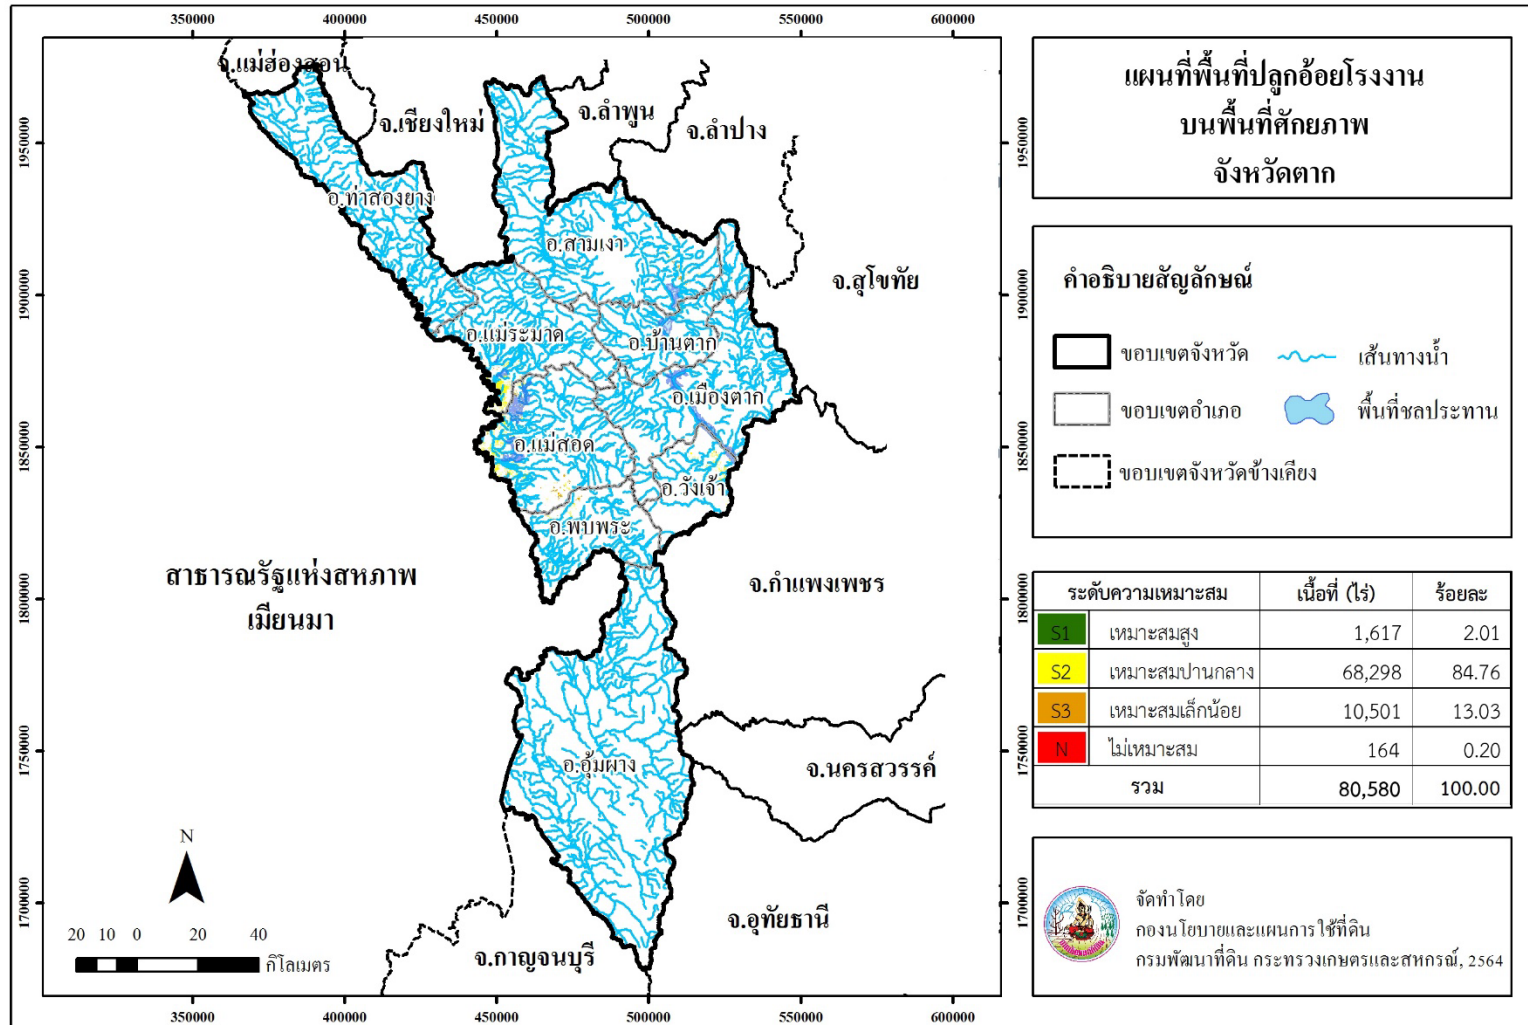 350000 400000 450000 500000 550000 600000
1950000
1900000
1850000
1800000
1750000
1700000
จ.แม่ฮ่องสอน
จ.เชียงใหม่
จ.ลำพูน
จ.ลำปาง
จ.สุโขทัย
อ.ท่าสองยาง
อ.สามเงา
อ.แม่ระมาด
อ.บ้านตาก
อ.เมืองตาก
อ.แม่สอด
อ.วังเจ้า
อ.พบพระ
สาธารณรัฐแห่งสหภาพ
เมียนมา
จ.กำแพงเพชร
อ.อุ้มผาง
จ.นครสวรรค์
จ.อุทัยธานี
จ.กาญจนบุรี
N
20 10 0 20 40
กิโลเมตร
350000 400000 450000 500000 550000 600000
1950000
1900000
1850000
1800000
1750000
1700000
แผนที่พื้นที่ปลูกอ้อยโรงงาน
บนพื้นที่ศักยภาพ
จังหวัดตาก
คำอธิบายสัญลักษณ์
ขอบเขตจังหวัด เส้นทางน้ำ
ขอบเขตอำเภอ พื้นที่ชลประทาน
ขอบเขตจังหวัดข้างเคียง
ระดับความเหมาะสม เนื้อที่ (ไร่) ร้อยละ
S1 เหมาะสมสูง 1,617 2.01
S2 เหมาะสมปานกลาง 68,298 84.76
S3 เหมาะสมเล็กน้อย 10,501 13.03
N ไม่เหมาะสม 164 0.20
รวม 80,580 100.00
จัดทำโดย
กองนโยบายและแผนการใช้ที่ดิน
กรมพัฒนาที่ดิน กระทรวงเกษตรและสหกรณ์, 2564